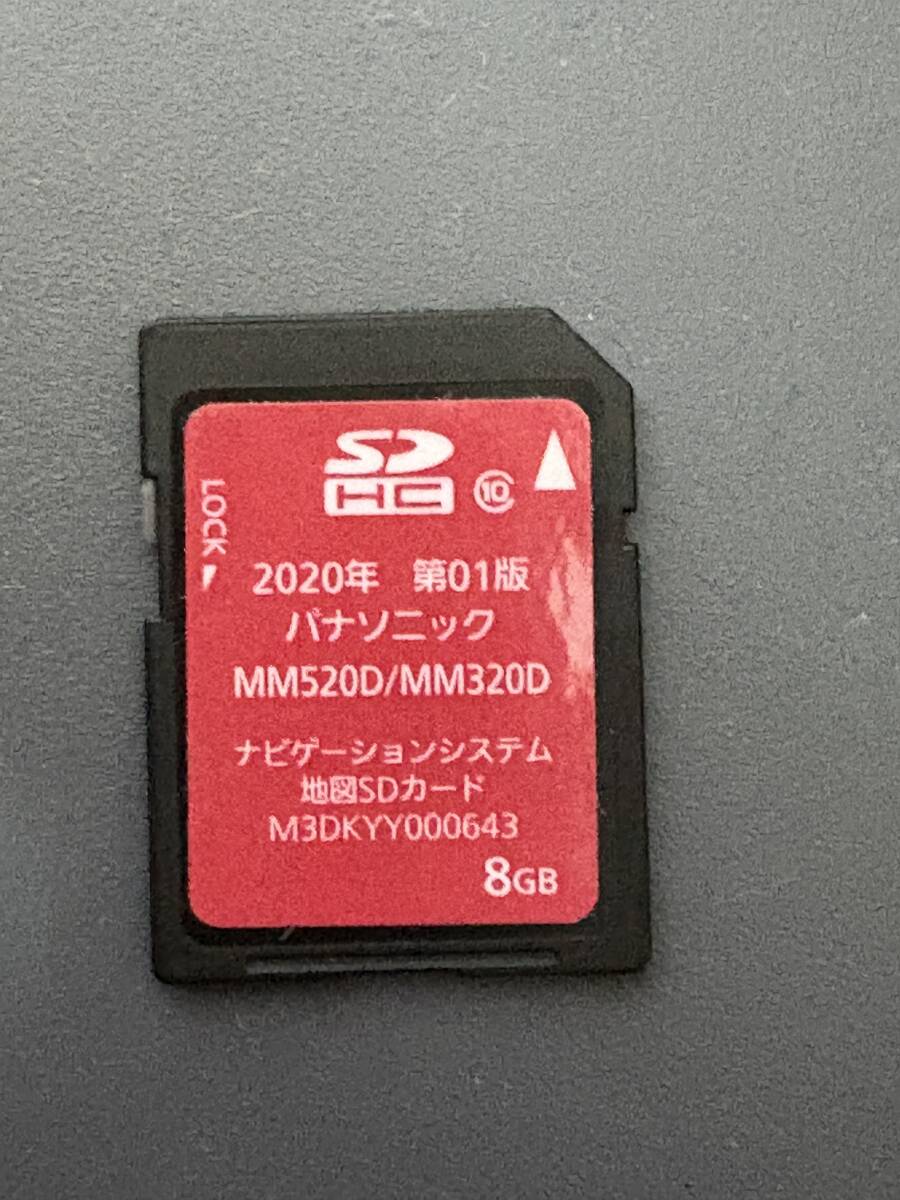 SD
HC ⑩
LOCK
2020年 第01版
パナソニック
MM520D/MM320D
ナビゲーションシステム
地図SDカード
M3DKYY000643
8GB